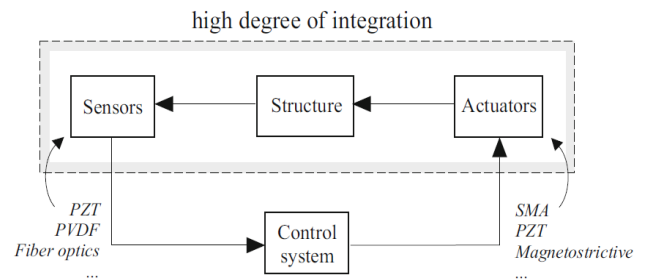 high degree of integration
Sensors
Structure
Actuators
PZT
PVDF
Fiber optics
...
Control
system
SMA
PZT
Magnetostrictive
...